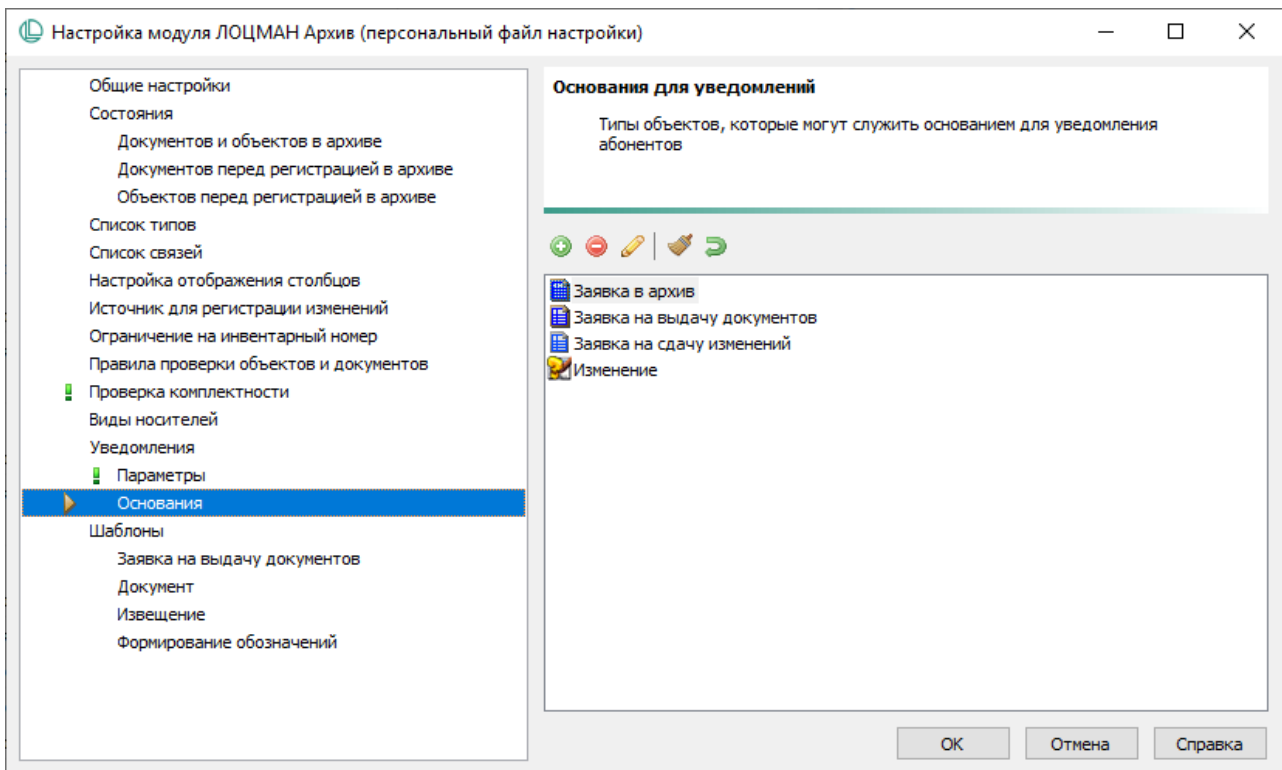 Настройка модуля ЛОЦМАН Архив (персональный файл настройки)
Общие настройки
Состояния
Документов и объектов в архиве
Документов перед регистрацией в архиве
Объектов перед регистрацией в архиве
Список типов
Список связей
Настройка отображения столбцов
Источник для регистрации изменений
Ограничение на инвентарный номер
Правила проверки объектов и документов
Проверка комплектности
Виды носителей
Уведомления
Параметры
Основания
Шаблоны
Заявка на выдачу документов
Документ
Извещение
Формирование обозначений
Основания для уведомлений
Типы объектов, которые могут служить основанием для уведомления
абонентов
Заявка в архив
Заявка на выдачу документов
Заявка на сдачу изменений
Изменение
ОК
Отмена
Справка